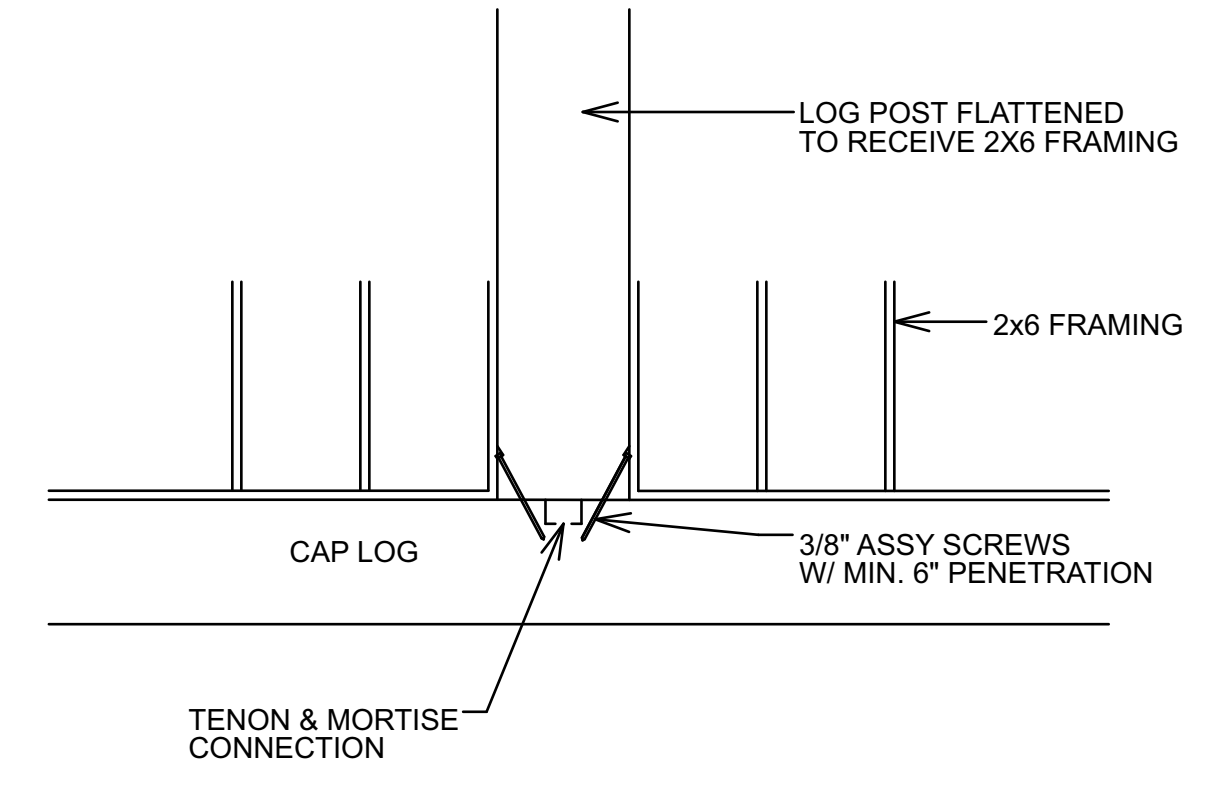 LOG POST FLATTENED
TO RECEIVE 2X6 FRAMING
2x6 FRAMING
CAP LOG
3/8" ASSY SCREWS
W/ MIN. 6" PENETRATION
TENON & MORTISE
CONNECTION